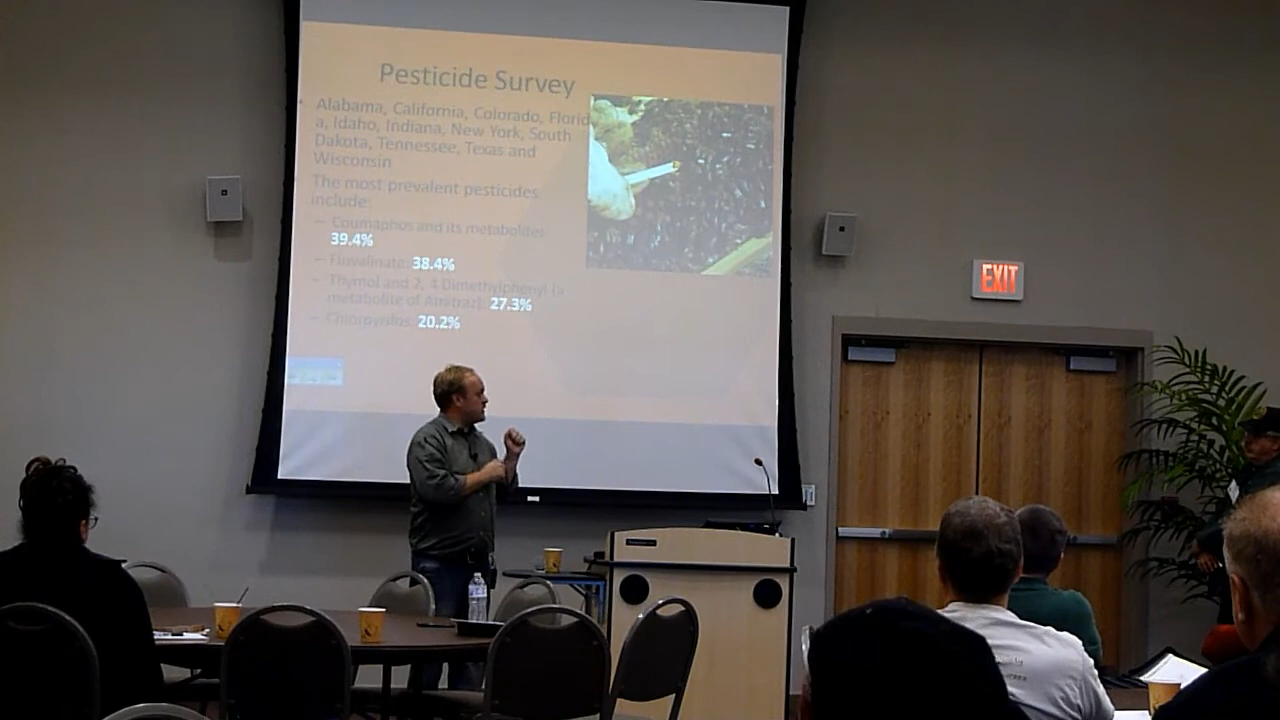 Pesticide Survey
Alabama, California, Colorado, Florid
a, Idaho, Indiana, New York, South
Dakota, Tennessee, Texas and
Wisconsin
The most prevalent pesticides
include:
– Coumaphos and its metabolites
39.4%
– Fluvalinate: 38.4%
– Thymol and 2, 4 Dimethylphenyl (a
metabolite of Amitraz): 27.3%
– Chlorpyrifos: 20.2%
EXIT